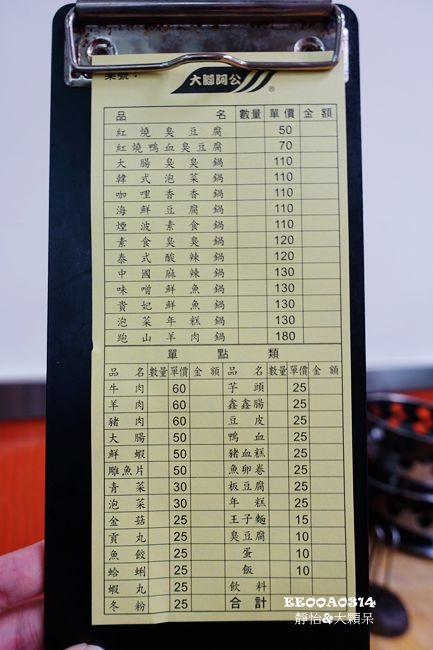 桌號：
大腳阿公 ®
品 名 數量 單價 金額
紅燒臭豆腐 50
紅燒鴨血臭豆腐 70
大腸臭臭鍋 110
韓式泡菜鍋 110
咖哩香香鍋 110
海鮮豆腐鍋 110
煙波素食鍋 110
素食臭臭鍋 120
泰式酸辣鍋 120
中國麻辣鍋 130
味噌鮮魚鍋 130
貴妃鮮魚鍋 130
泡菜年糕鍋 130
跑山羊肉鍋 180
單 點 類
品名 數量 單價 金額 品名 數量 單價 金額
牛肉 60 芋頭 25
羊肉 60 鑫鑫腸 25
豬肉 60 豆皮 25
大腸 50 鴨血 25
鮮蝦 50 豬血糕 25
雕魚片 50 魚卵卷 25
青菜 30 板豆腐 25
泡菜 30 年糕 25
金菇 25 王子麵 15
貢丸 25 臭豆腐 10
魚餃 25 蛋 10
蛤蜊 25 飯 10
蝦丸 25 飲料
冬粉 25 合計
EE00A0314
靜怡&大顆呆